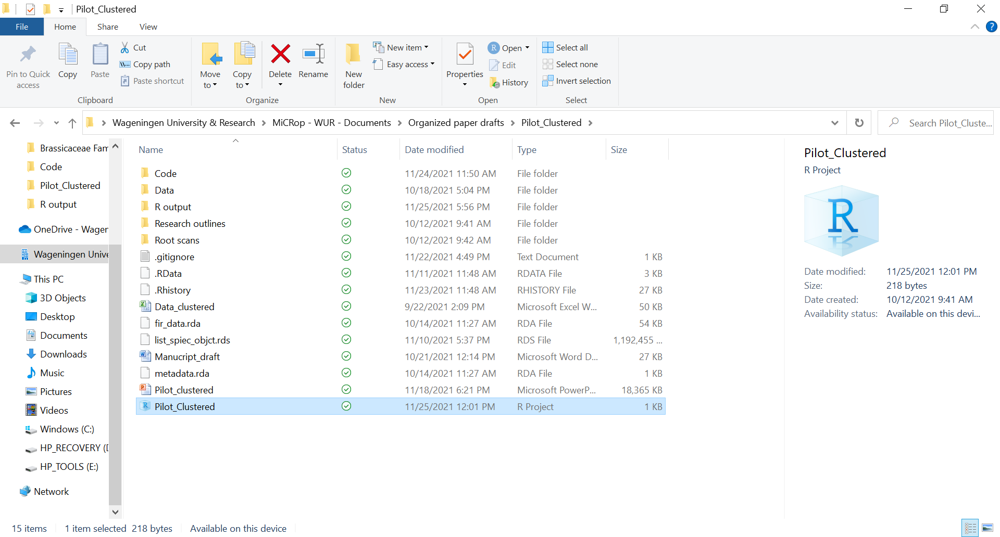 Pilot_Clustered
File Home Share View
Pin to Quick access
Copy
Paste
Cut
Copy path
Paste shortcut
Clipboard
Move to
Copy to
Delete
Rename
Organize
New folder
New item
Easy access
New
Properties
Open
Edit
History
Open
Select all
Select none
Invert selection
Select
Wageningen University & Research > MiCRop - WUR - Documents > Organized paper drafts > Pilot_Clustered >
Search Pilot_Cluste...
Brassicaceae Fam
Code
Pilot_Clustered
R output
OneDrive - Wagen
Wageningen Unive
This PC
3D Objects
Desktop
Documents
Downloads
Music
Pictures
Videos
Windows (C:)
HP_RECOVERY (D
HP_TOOLS (E:)
Network
Name Status Date modified Type Size
Code 11/24/2021 11:50 AM File folder
Data 10/18/2021 5:04 PM File folder
R output 11/25/2021 5:56 PM File folder
Research outlines 10/12/2021 9:41 AM File folder
Root scans 10/12/2021 9:42 AM File folder
.gitignore 11/22/2021 4:49 PM Text Document 1 KB
.RData 11/11/2021 11:48 AM RDATA File 3 KB
.Rhistory 11/23/2021 11:48 AM RHISTORY File 27 KB
Data_clustered 9/22/2021 2:09 PM Microsoft Excel W... 50 KB
fir_data.rda 10/14/2021 11:27 AM RDA File 54 KB
list_spiec_objct.rds 11/10/2021 5:37 PM RDS File 1,192,455 ...
Manucript_draft 10/21/2021 12:14 PM Microsoft Word D... 27 KB
metadata.rda 10/14/2021 11:27 AM RDA File 1 KB
Pilot_clustered 11/18/2021 6:21 PM Microsoft PowerP... 18,365 KB
Pilot_Clustered 11/25/2021 12:01 PM R Project 1 KB
Pilot_Clustered
R Project
R
Date modified: 11/25/2021 12:01 PM
Size: 218 bytes
Date created: 10/12/2021 9:41 AM
Availability status: Available on this devi...
15 items 1 item selected 218 bytes Available on this device